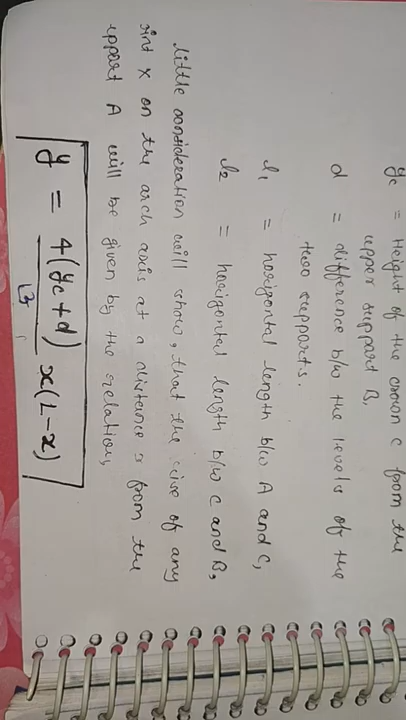 yc = Height of the crown C from the
upper support B,
d = difference b/w the levels of the
two supports.
l1 = horizontal length b/w A and C,
l2 = horizontal length b/w C and B,
little consideration will show, that the rise of any
oint X on the arch axis at a distance x from the
upport A will be given by the relation,
y = 4(yc+d)/L² x(L-x)